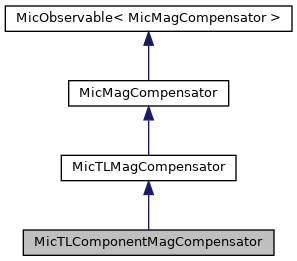 MicObservable< MicMagCompensator >
MicMagCompensator
MicTLMagCompensator
MicTLComponentMagCompensator